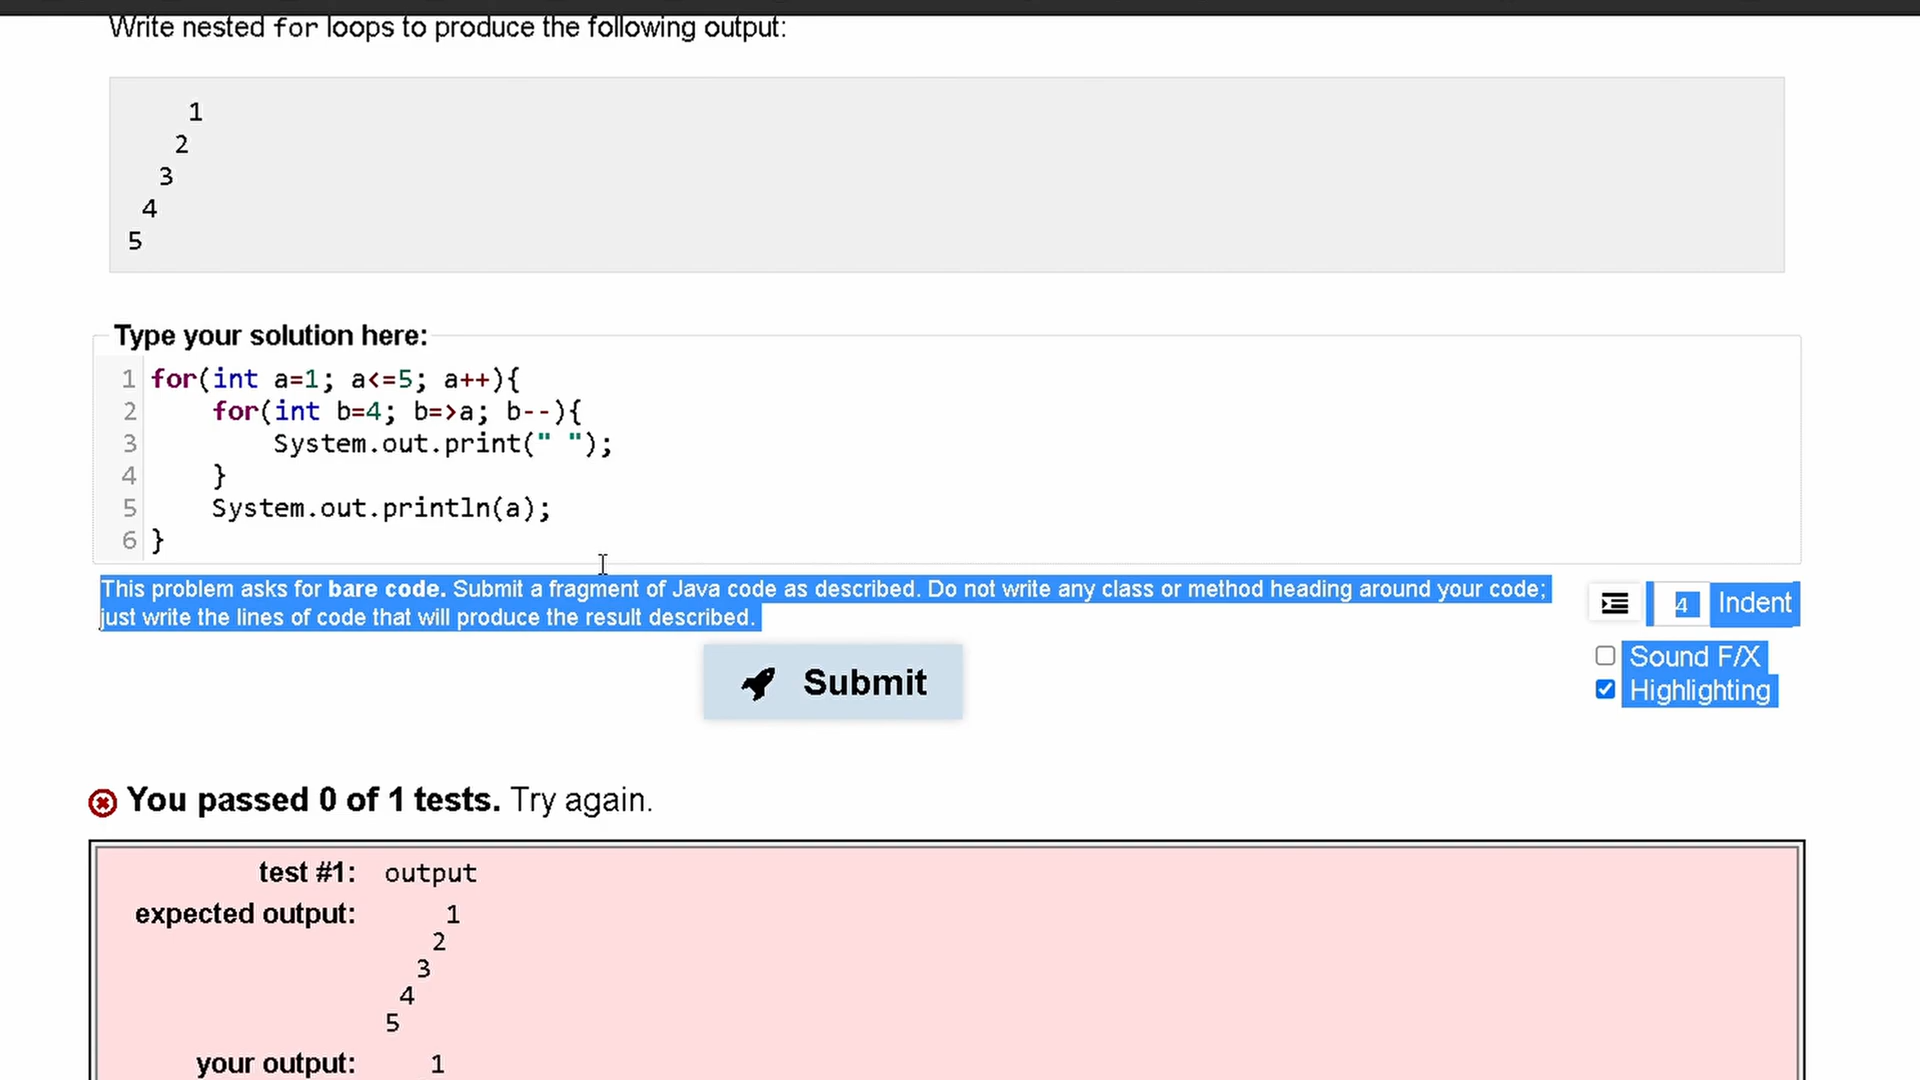 Write nested for loops to produce the following output:
    1
   2
  3
 4
5
Type your solution here:
1 for(int a=1; a<=5; a++){
2     for(int b=4; b=>a; b--){
3         System.out.print(" ");
4     }
5     System.out.println(a);
6 }
This problem asks for bare code. Submit a fragment of Java code as described. Do not write any class or method heading around your code;
just write the lines of code that will produce the result described.
4 Indent
Sound F/X
Highlighting
Submit
You passed 0 of 1 tests. Try again.
test #1: output
expected output:     1
   2
  3
 4
5
your output:    1